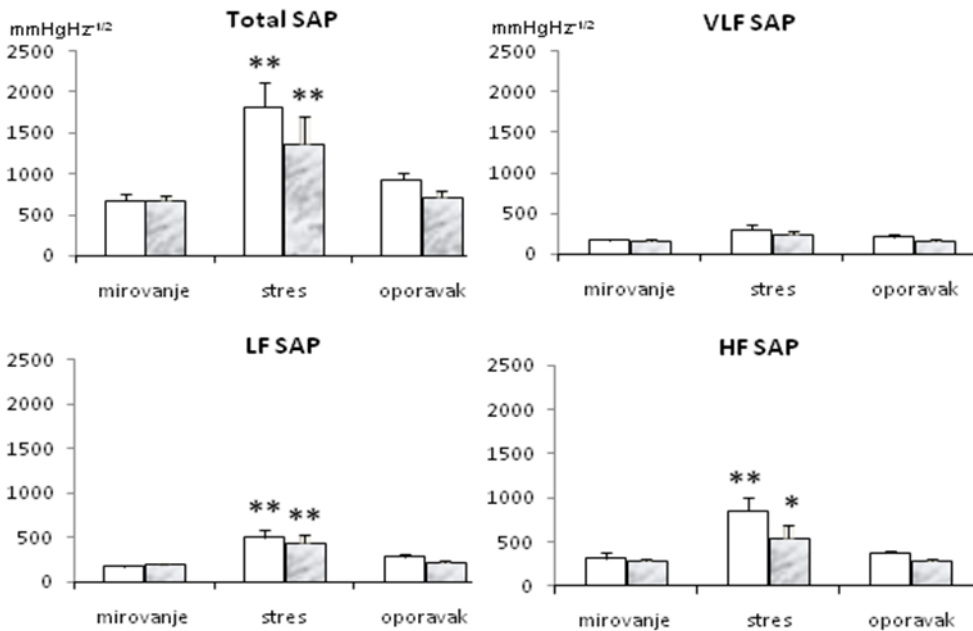 Total SAP
mmHgHz⁻¹/²
2500
2000
1500
1000
500
0
**
**
mirovanje stres oporavak
VLF SAP
mmHgHz⁻¹/²
2500
2000
1500
1000
500
0
mirovanje stres oporavak
LF SAP
2500
2000
1500
1000
500
0
** **
mirovanje stres oporavak
HF SAP
2500
2000
1500
1000
500
0
**
*
mirovanje stres oporavak